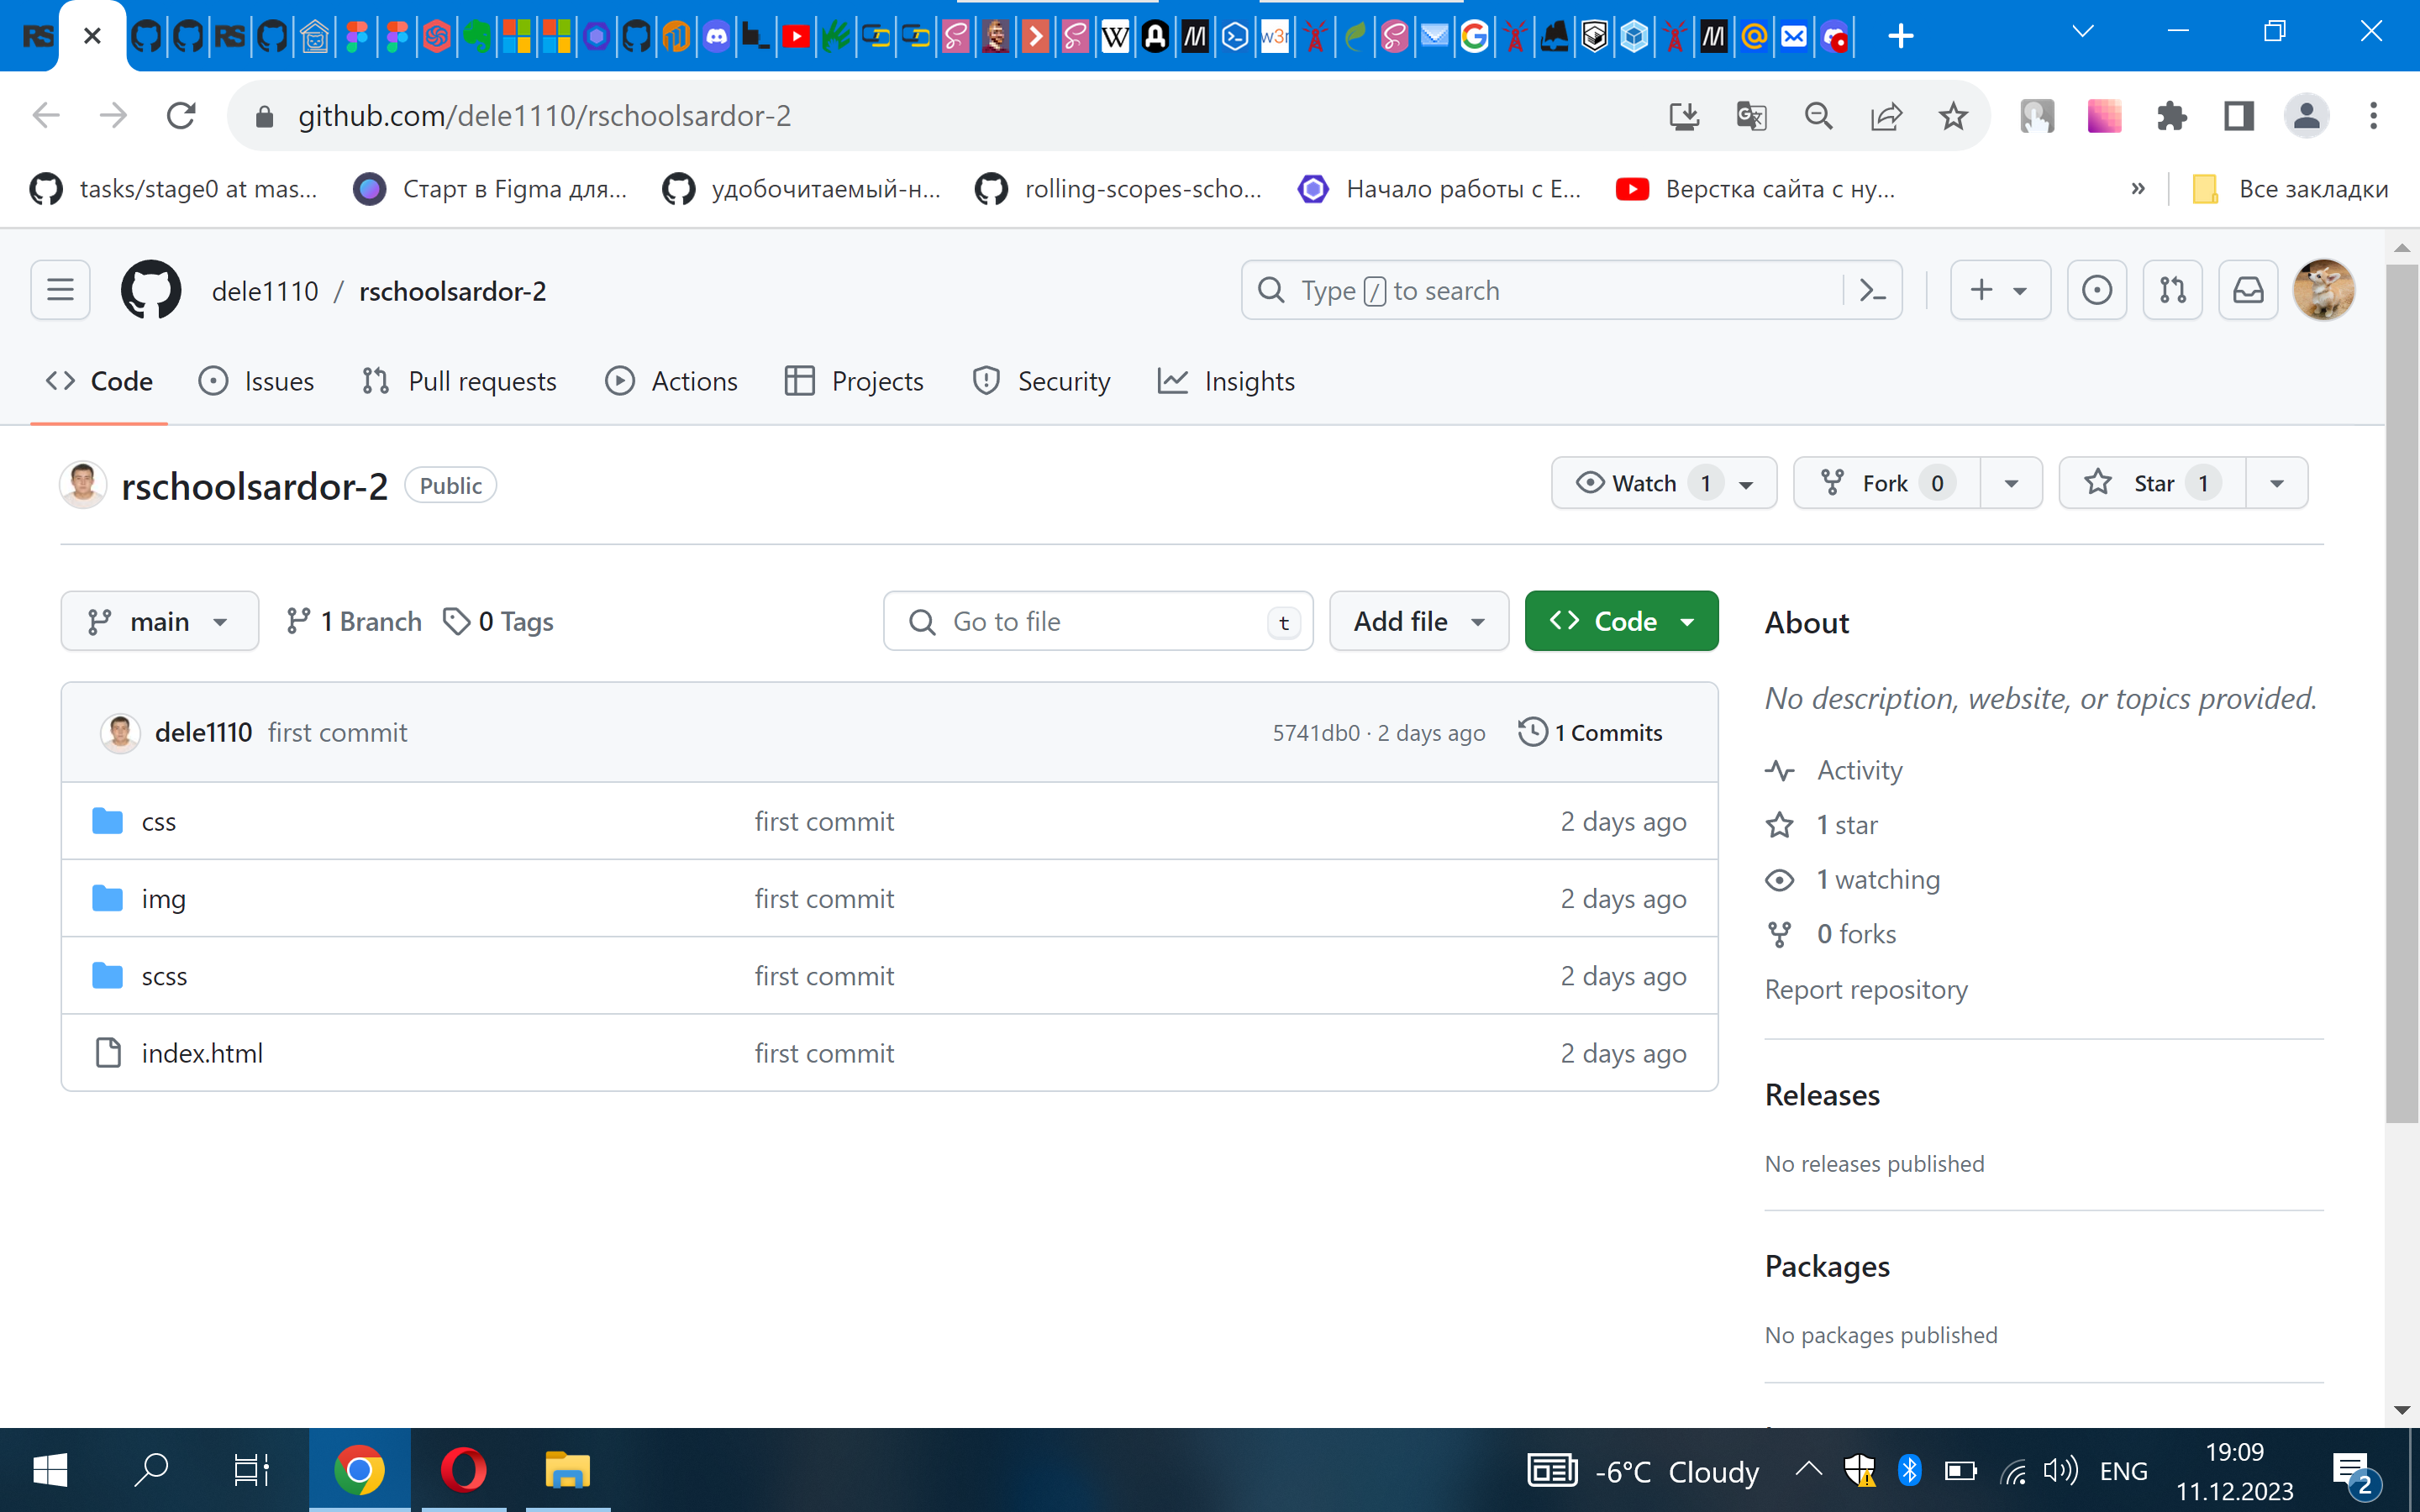 github.com/dele1110/rschoolsardor-2
tasks/stage0 at mas...
Старт в Figma для...
удобочитаемый-н...
rolling-scopes-scho...
Начало работы с E...
Верстка сайта с ну...
»
Все закладки
dele1110 / rschoolsardor-2
Type / to search
Code
Issues
Pull requests
Actions
Projects
Security
Insights
rschoolsardor-2 Public
Watch 1
Fork 0
Star 1
main
1 Branch
0 Tags
Go to file t
Add file
Code
dele1110 first commit
5741db0 · 2 days ago
1 Commits
css first commit 2 days ago
img first commit 2 days ago
scss first commit 2 days ago
index.html first commit 2 days ago
About
No description, website, or topics provided.
Activity
1 star
1 watching
0 forks
Report repository
Releases
No releases published
Packages
No packages published
-6°C Cloudy
ENG
19:09
11.12.2023
2